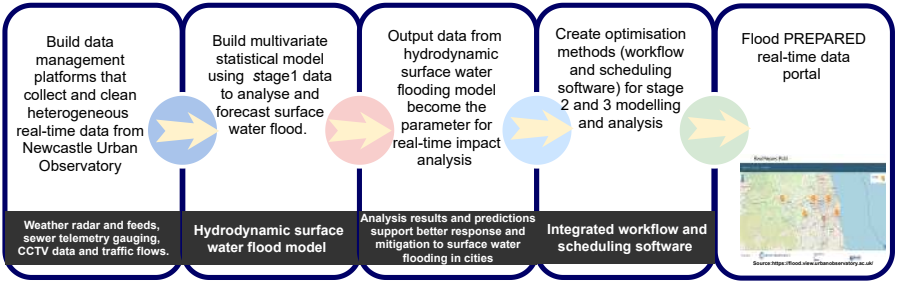 Build data
management
platforms that
collect and clean
heterogeneous
real-time data from
Newcastle Urban
Observatory
Weather radar and feeds,
sewer telemetry gauging,
CCTV data and traffic flows.
Build multivariate
statistical model
using stage1 data
to analyse and
forecast surface
water flood.
Hydrodynamic surface
water flood model
Output data from
hydrodynamic
surface water
flooding model
become the
parameter for
real-time impact
analysis
Analysis results and predictions
support better response and
mitigation to surface water
flooding in cities
Create optimisation
methods (workflow
and scheduling
software) for stage
2 and 3 modelling
and analysis
Integrated workflow and
scheduling software
Flood PREPARED
real-time data
portal
Source:https://flood.view.urbanobservatory.ac.uk/